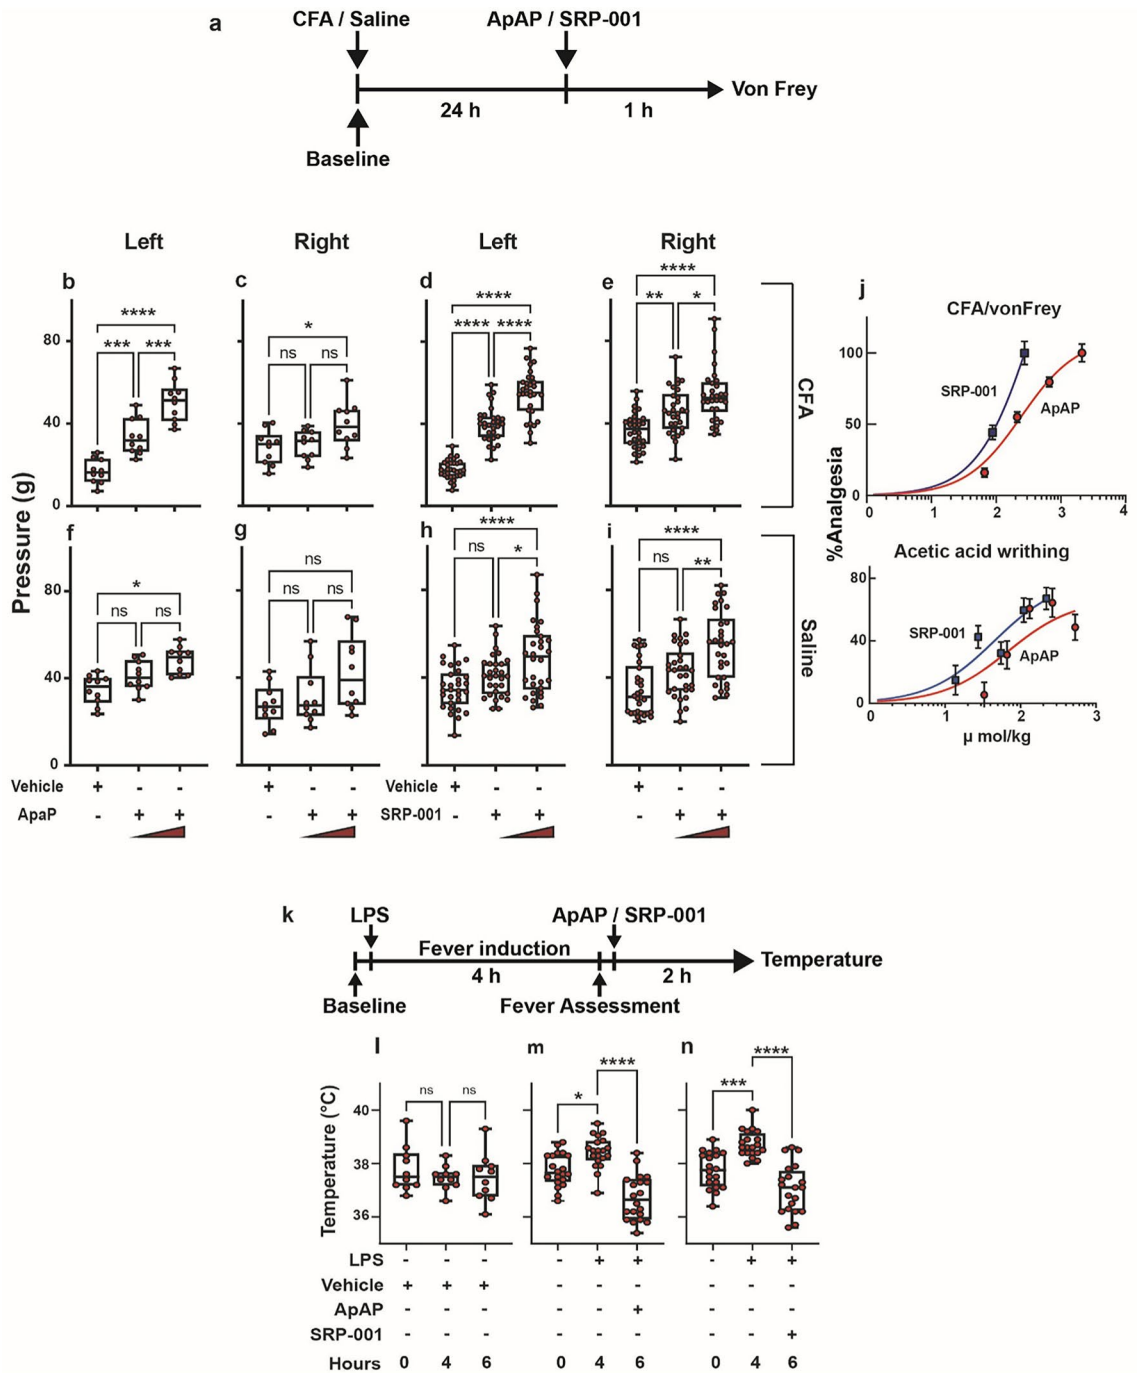 a
CFA / Saline
ApAP / SRP-001
24 h
1 h
Von Frey
Baseline
Left
Right
Left
Right
b
c
d
e
j
****
***
***
*
ns
ns
****
****
****
****
**
*
80
40
0
CFA
CFA/vonFrey
100
50
0
SRP-001
ApAP
0
1
2
3
4
%Analgesia
Pressure (g)
f
g
h
i
*
ns
ns
ns
ns
ns
****
ns
*
****
ns
**
80
40
0
Saline
Acetic acid writhing
80
40
0
SRP-001
ApAP
0
1
2
3
µ mol/kg
Vehicle + - - + - - Vehicle + - - + - -
ApaP - + + - + + SRP-001 - + + - + +
k
LPS
ApAP / SRP-001
Fever induction
4 h
2 h
Temperature
Baseline
Fever Assessment
l
m
n
ns
ns
*
****
***
****
Temperature (°C)
40
38
36
LPS - - - - + + - + +
Vehicle + + + - - - - - -
ApAP - - - - - + - - -
SRP-001 - - - - - - - - +
Hours 0 4 6 0 4 6 0 4 6